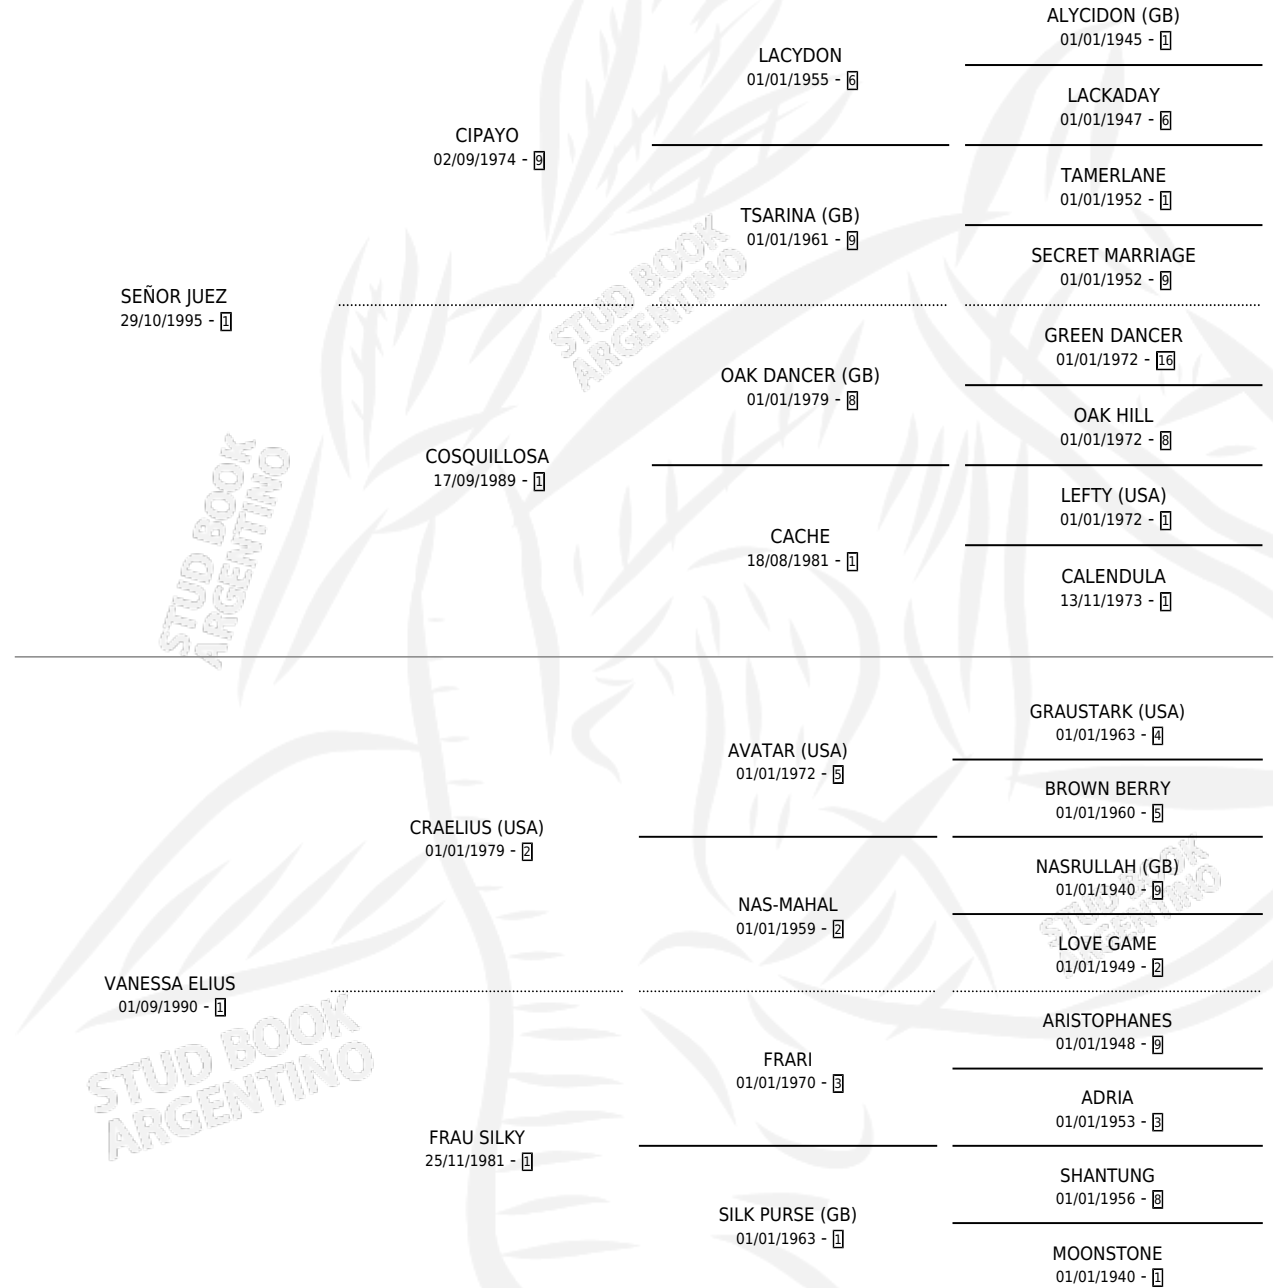 ALYCIDON (GB)
01/01/1945 - 1
LACYDON
01/01/1955 - 6
LACKADAY
01/01/1947 - 6
CIPAYO
02/09/1974 - 9
TAMERLANE
01/01/1952 - 1
TSARINA (GB)
01/01/1961 - 9
SECRET MARRIAGE
01/01/1952 - 9
SEÑOR JUEZ
29/10/1995 - 1
GREEN DANCER
01/01/1972 - 16
OAK DANCER (GB)
01/01/1979 - 8
OAK HILL
01/01/1972 - 8
COSQUILLOSA
17/09/1989 - 1
LEFTY (USA)
01/01/1972 - 1
CACHE
18/08/1981 - 1
CALENDULA
13/11/1973 - 1
GRAUSTARK (USA)
01/01/1963 - 4
AVATAR (USA)
01/01/1972 - 5
BROWN BERRY
01/01/1960 - 5
CRAELIUS (USA)
01/01/1979 - 2
NASRULLAH (GB)
01/01/1940 - 9
NAS-MAHAL
01/01/1959 - 2
LOVE GAME
01/01/1949 - 2
VANESSA ELIUS
01/09/1990 - 1
ARISTOPHANES
01/01/1948 - 9
FRARI
01/01/1970 - 3
ADRIA
01/01/1953 - 3
FRAU SILKY
25/11/1981 - 1
SHANTUNG
01/01/1956 - 8
SILK PURSE (GB)
01/01/1963 - 1
MOONSTONE
01/01/1940 - 1
STUD BOOK
ARGENTINO
STUD BOOK
ARGENTINO
STUD BOOK
ARGENTINO
STUD BOOK
ARGENTINO